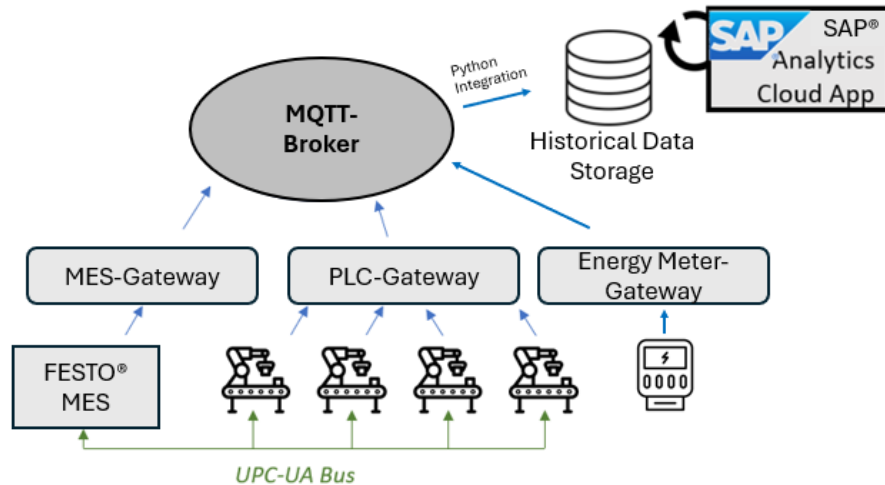 SAP
SAP®
Analytics
Cloud App
Python
Integration
MQTT-
Broker
Historical Data
Storage
MES-Gateway
PLC-Gateway
Energy Meter-
Gateway
FESTO®
MES
UPC-UA Bus